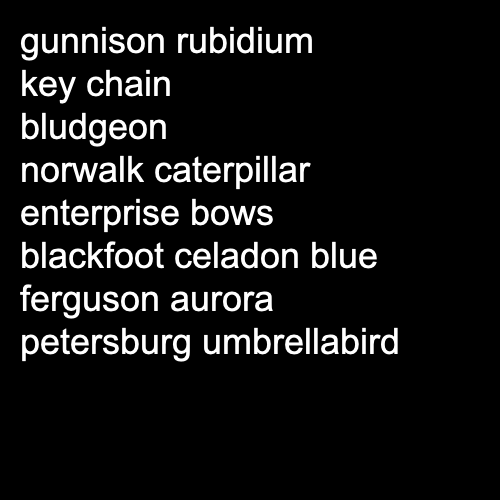 gunnison rubidium
key chain
bludgeon
norwalk caterpillar
enterprise bows
blackfoot celadon blue
ferguson aurora
petersburg umbrellabird